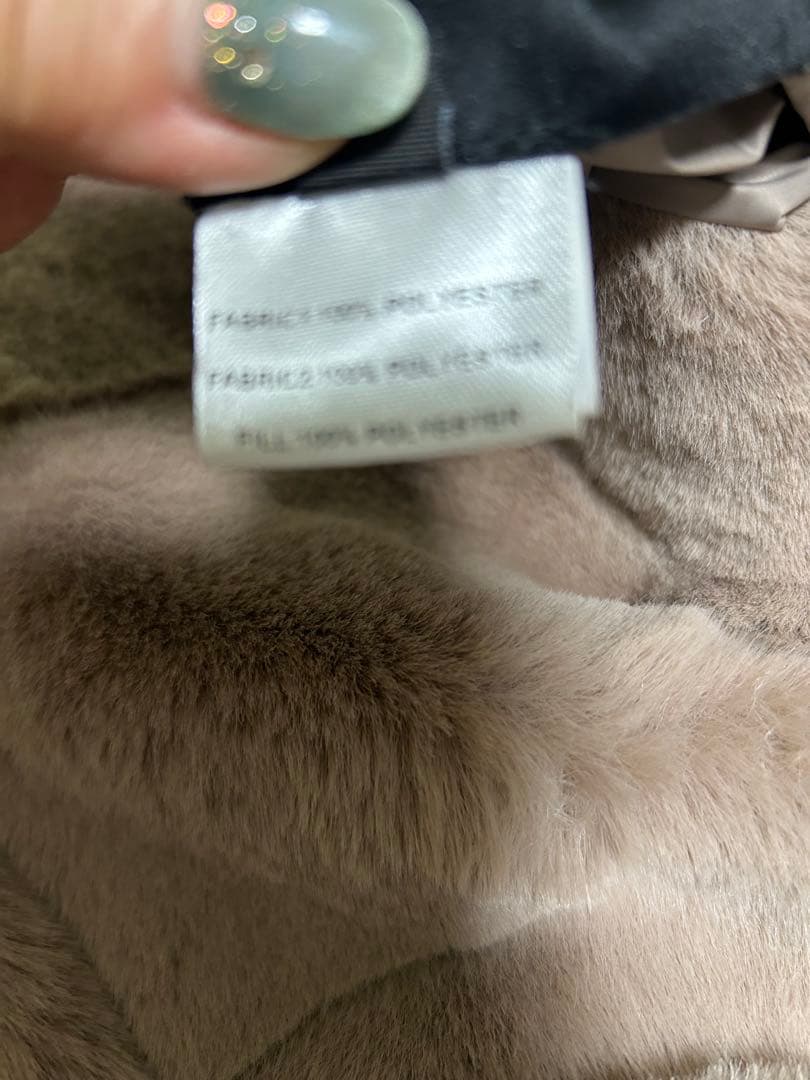 FABRIC1:100% POLYESTER
FABRIC2:100% POLYESTER
FILL:100% POLYESTER